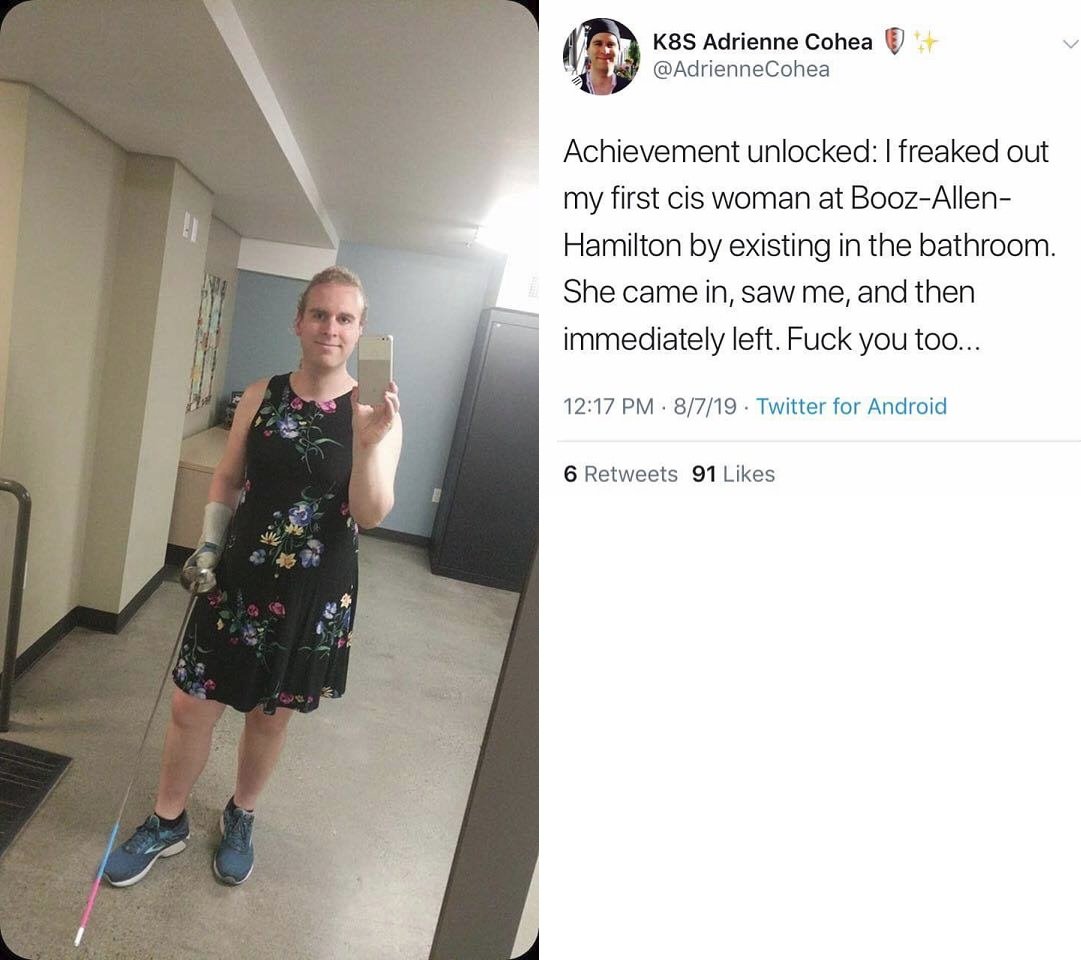 K8S Adrienne Cohea 🛡️✨
@AdrienneCohea
Achievement unlocked: I freaked out
my first cis woman at Booz-Allen-
Hamilton by existing in the bathroom.
She came in, saw me, and then
immediately left. Fuck you too...
12:17 PM · 8/7/19 · Twitter for Android
6 Retweets 91 Likes